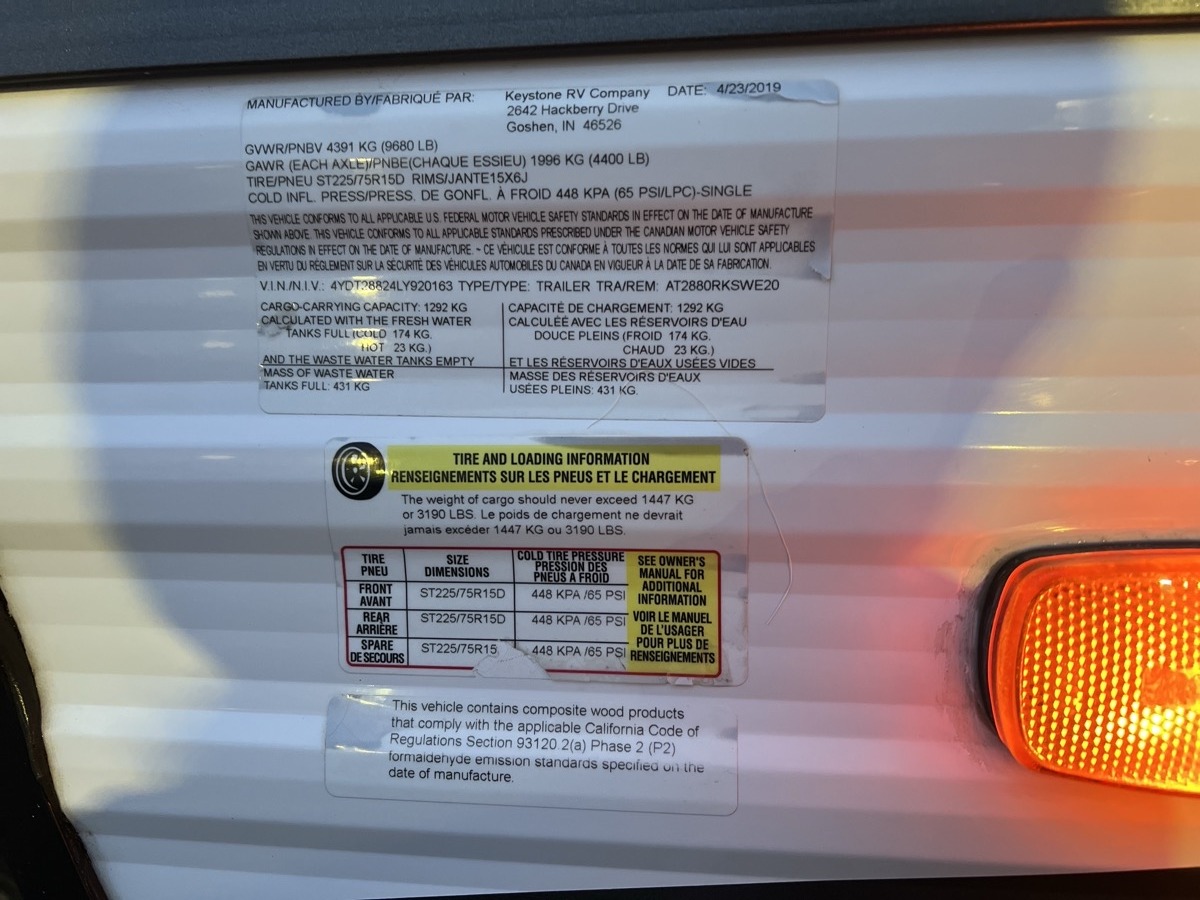 MANUFACTURED BY/FABRIQUÉ PAR: Keystone RV Company DATE: 4/23/2019
2642 Hackberry Drive
Goshen, IN 46526
GVWR/PNBV 4391 KG (9680 LB)
GAWR (EACH AXLE)/PNBE(CHAQUE ESSIEU) 1996 KG (4400 LB)
TIRE/PNEU ST225/75R15D RIMS/JANTE15X6J
COLD INFL. PRESS/PRESS. DE GONFL. À FROID 448 KPA (65 PSI/LPC)-SINGLE
THIS VEHICLE CONFORMS TO ALL APPLICABLE U.S. FEDERAL MOTOR VEHICLE SAFETY STANDARDS IN EFFECT ON THE DATE OF MANUFACTURE
SHOWN ABOVE. THIS VEHICLE CONFORMS TO ALL APPLICABLE STANDARDS PRESCRIBED UNDER THE CANADIAN MOTOR VEHICLE SAFETY
REGULATIONS IN EFFECT ON THE DATE OF MANUFACTURE. ~ CE VÉHICULE EST CONFORME À TOUTES LES NORMES QUI LUI SONT APPLICABLES
EN VERTU DU RÈGLEMENT SUR LA SÉCURITÉ DES VÉHICULES AUTOMOBILES DU CANADA EN VIGUEUR À LA DATE DE SA FABRICATION.
V.I.N./N.I.V.: 4YDT28824LY920163 TYPE/TYPE: TRAILER TRA/REM: AT2880RKSWE20
CARGO-CARRYING CAPACITY: 1292 KG
CALCULATED WITH THE FRESH WATER
TANKS FULL (COLD 174 KG.
HOT 23 KG.)
AND THE WASTE WATER TANKS EMPTY
MASS OF WASTE WATER
TANKS FULL: 431 KG
CAPACITÉ DE CHARGEMENT: 1292 KG
CALCULÉE AVEC LES RÉSERVOIRS D'EAU
DOUCE PLEINS (FROID 174 KG.
CHAUD 23 KG.)
ET LES RÉSERVOIRS D'EAUX USÉES VIDES
MASSE DES RÉSERVOIRS D'EAUX
USÉES PLEINS: 431 KG.
TIRE AND LOADING INFORMATION
RENSEIGNEMENTS SUR LES PNEUS ET LE CHARGEMENT
The weight of cargo should never exceed 1447 KG
or 3190 LBS. Le poids de chargement ne devrait
jamais excéder 1447 KG ou 3190 LBS.
TIRE
PNEU
SIZE
DIMENSIONS
COLD TIRE PRESSURE
PRESSION DES
PNEUS A FROID
FRONT
AVANT
ST225/75R15D
448 KPA /65 PSI
REAR
ARRIÈRE
ST225/75R15D
448 KPA /65 PSI
SPARE
DE SECOURS
ST225/75R15
448 KPA /65 PSI
SEE OWNER'S
MANUAL FOR
ADDITIONAL
INFORMATION
VOIR LE MANUEL
DE L'USAGER
POUR PLUS DE
RENSEIGNEMENTS
This vehicle contains composite wood products
that comply with the applicable California Code of
Regulations Section 93120.2(a) Phase 2 (P2)
formaldehyde emission standards specified on the
date of manufacture.